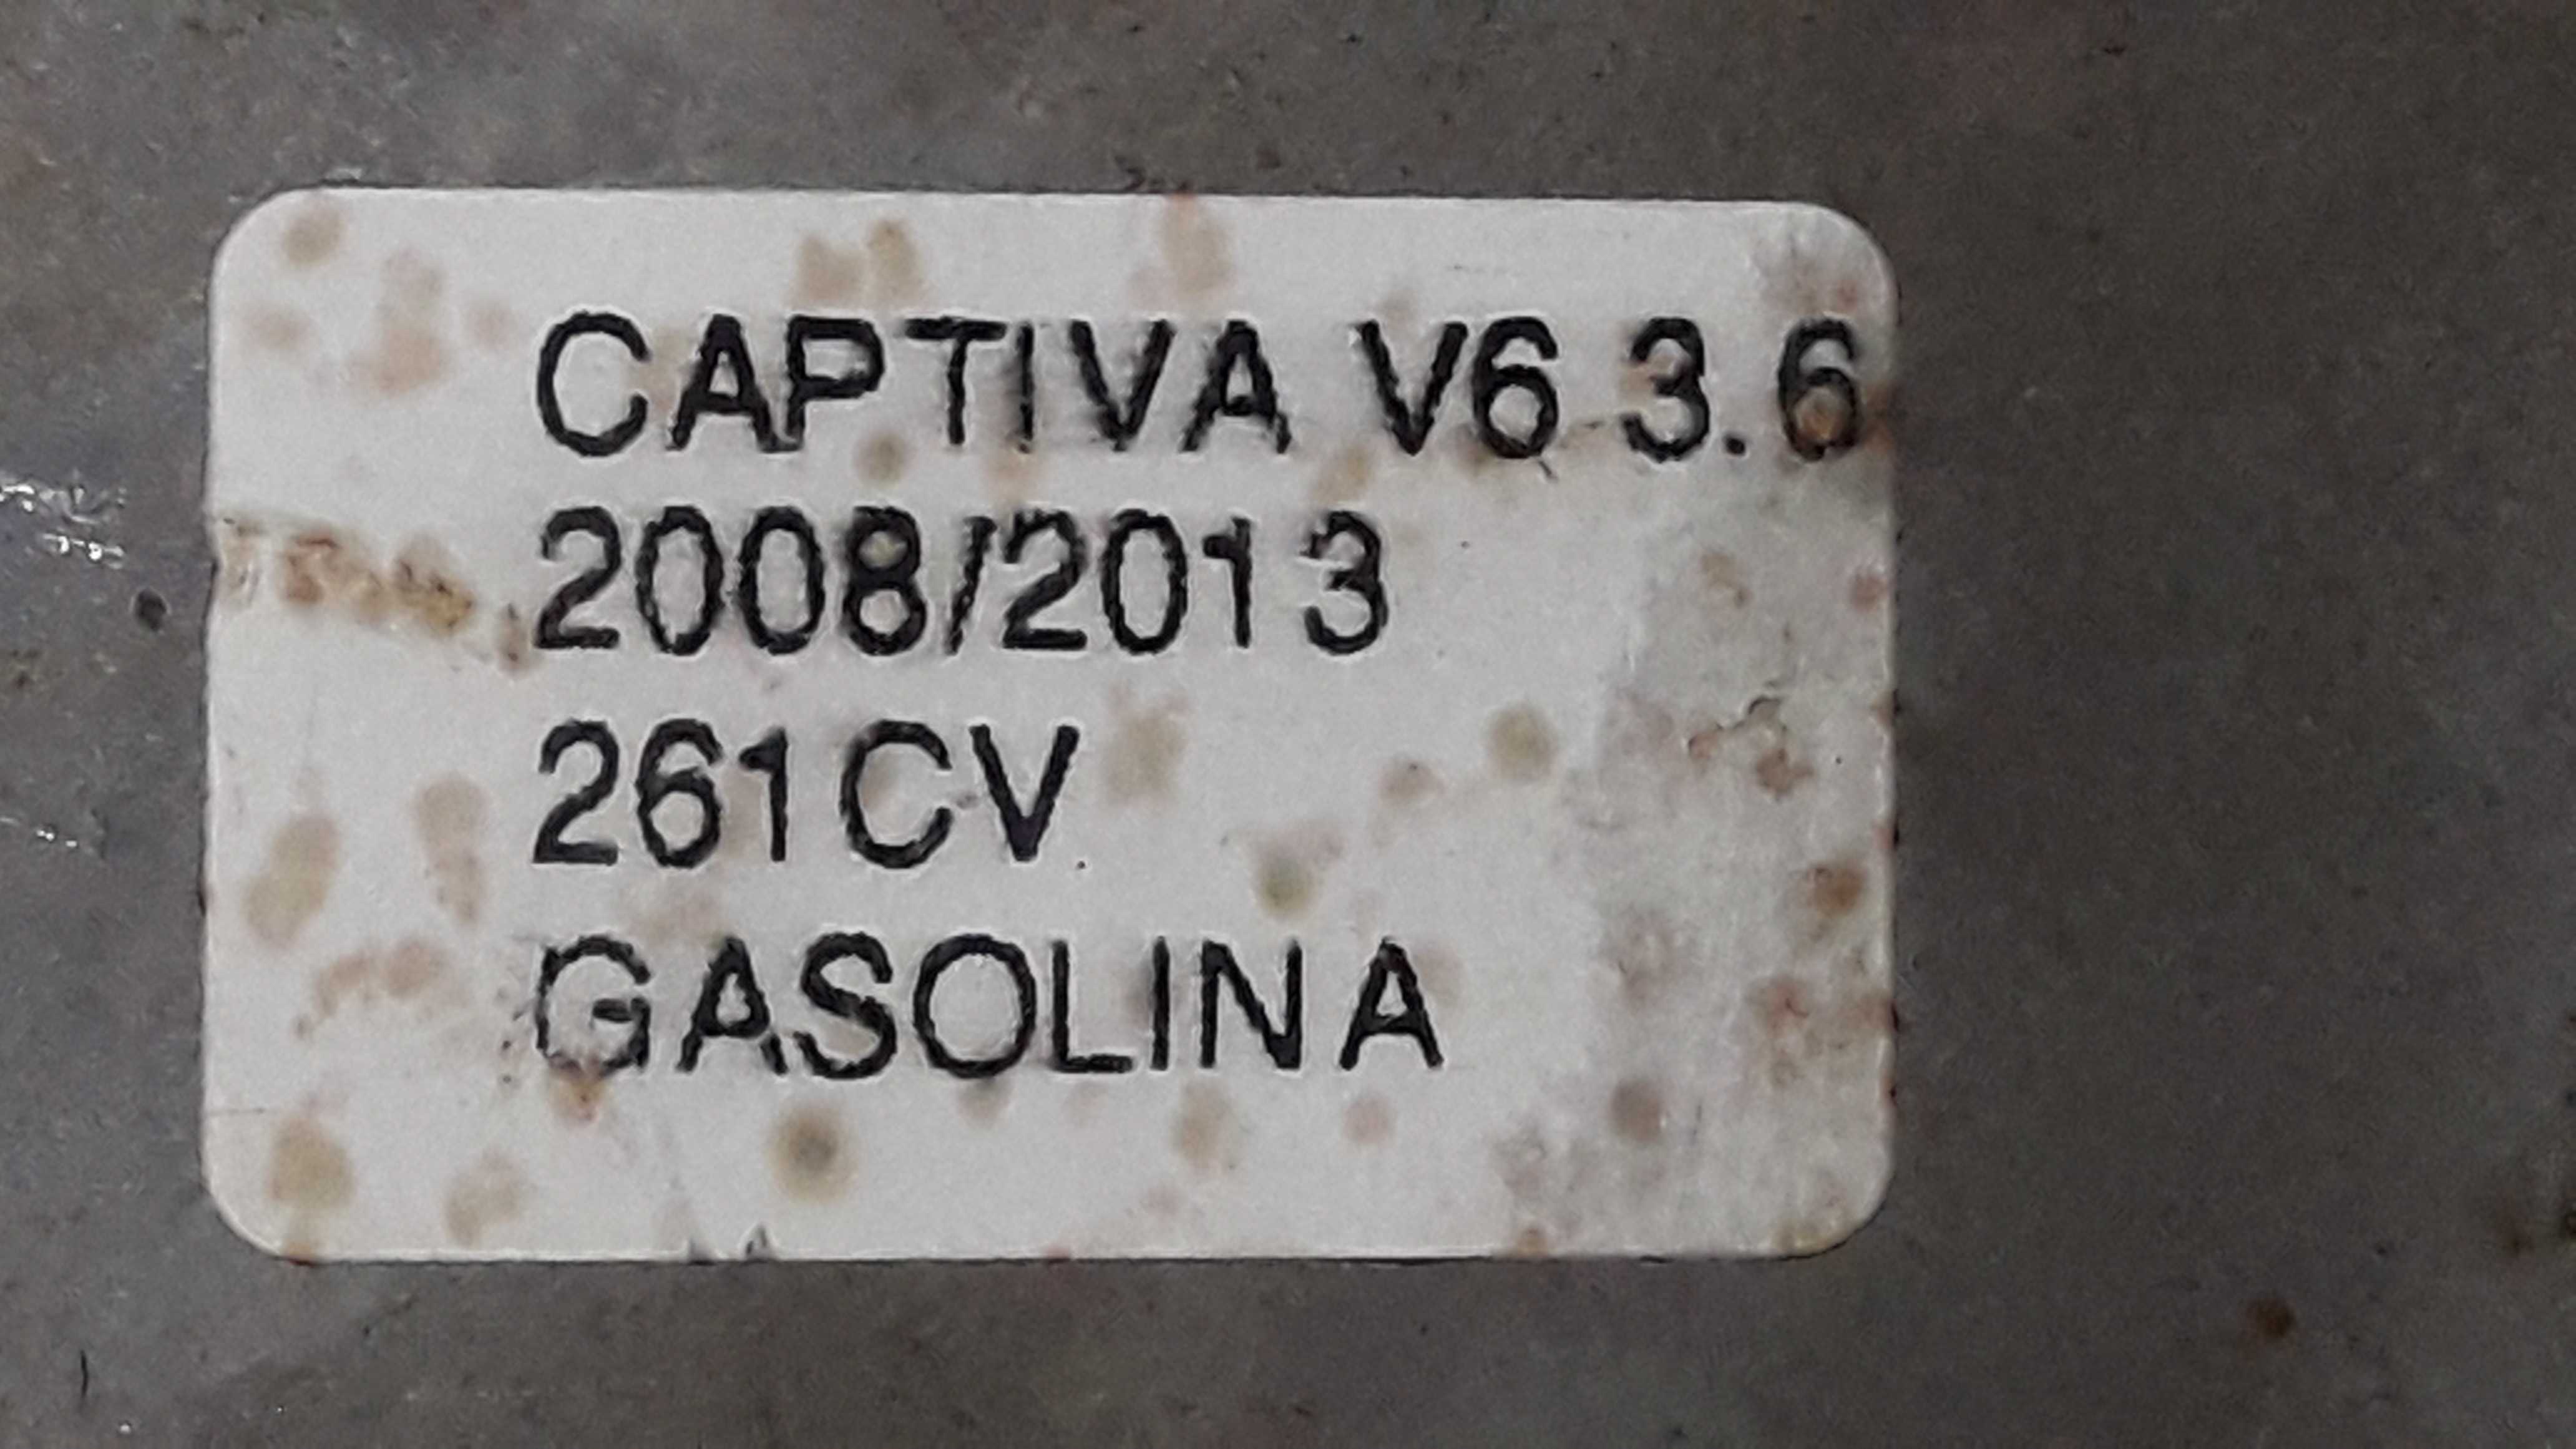 CAPTIVA V6 3.6
2008/2013
261CV
GASOLINA